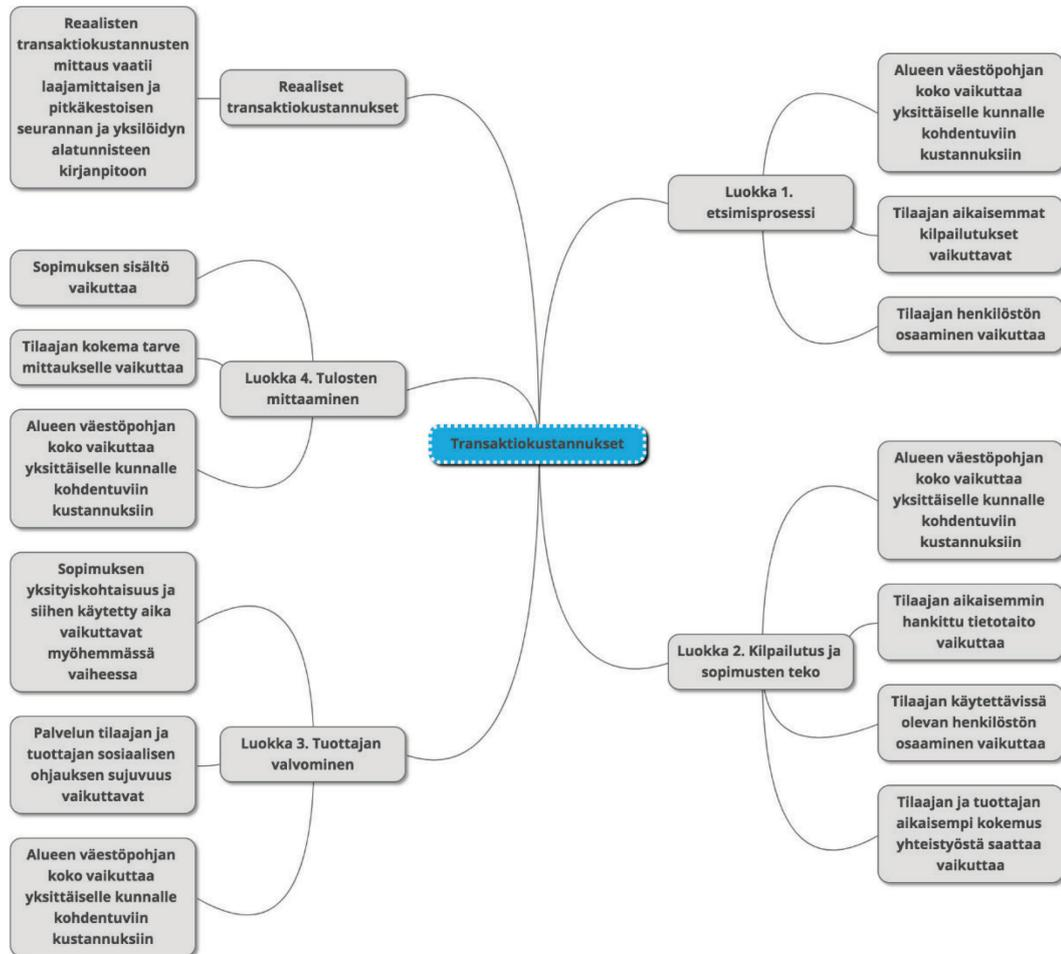 Reaalisten
transaktiokustannusten
mittaus vaatii
laajamittaisen ja
pitkäkestoisen
seurannan ja yksilöidyn
alatunnisteen
kirjanpitoon
Reaaliset
transaktiokustannukset
Sopimuksen sisältö
vaikuttaa
Tilaajan kokema tarve
mittaukselle vaikuttaa
Alueen väestöpohjan
koko vaikuttaa
yksittäiselle kunnalle
kohdentuviin
kustannuksiin
Luokka 4. Tulosten
mittaaminen
Sopimuksen
yksityiskohtaisuus ja
siihen käytetty aika
vaikuttavat
myöhemmässä
vaiheessa
Palvelun tilaajan ja
tuottajan sosiaalisen
ohjauksen sujuvuus
vaikuttavat
Alueen väestöpohjan
koko vaikuttaa
yksittäiselle kunnalle
kohdentuviin
kustannuksiin
Luokka 3. Tuottajan
valvominen
Transaktiokustannukset
Luokka 1.
etsimisprosessi
Alueen väestöpohjan
koko vaikuttaa
yksittäiselle kunnalle
kohdentuviin
kustannuksiin
Tilaajan aikaisemmat
kilpailutukset
vaikuttavat
Tilaajan henkilöstön
osaaminen vaikuttaa
Luokka 2. Kilpailutus ja
sopimusten teko
Alueen väestöpohjan
koko vaikuttaa
yksittäiselle kunnalle
kohdentuviin
kustannuksiin
Tilaajan aikaisemmin
hankittu tietotaito
vaikuttaa
Tilaajan käytettävissä
olevan henkilöstön
osaaminen vaikuttaa
Tilaajan ja tuottajan
aikaisempi kokemus
yhteistyöstä saattaa
vaikuttaa